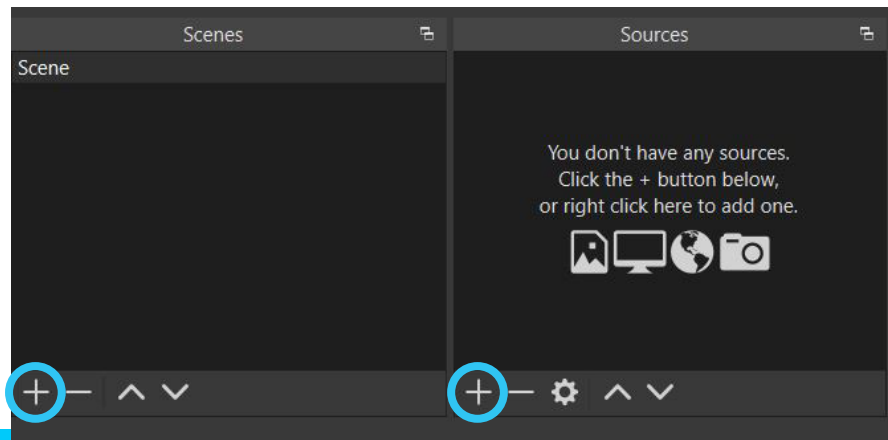 Scenes
Sources
Scene
You don't have any sources.
Click the + button below,
or right click here to add one.